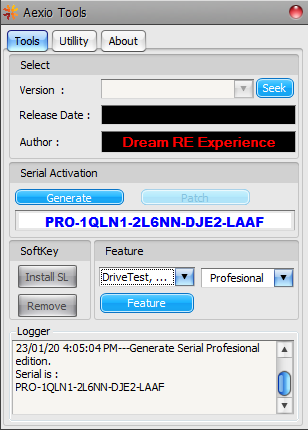 Aexio Tools
Tools Utillity About
Select
Version : Seek
Release Date :
Author : Dream RE Experience
Serial Activation
Generate Patch
PRO-1QLN1-2L6NN-DJE2-LAAF
SoftKey Feature
Install SL DriveTest, ... Profesional
Remove Feature
Logger
23/01/20 4:05:04 PM---Generate Serial Profesional
edition.
Serial is :
PRO-1QLN1-2L6NN-DJE2-LAAF